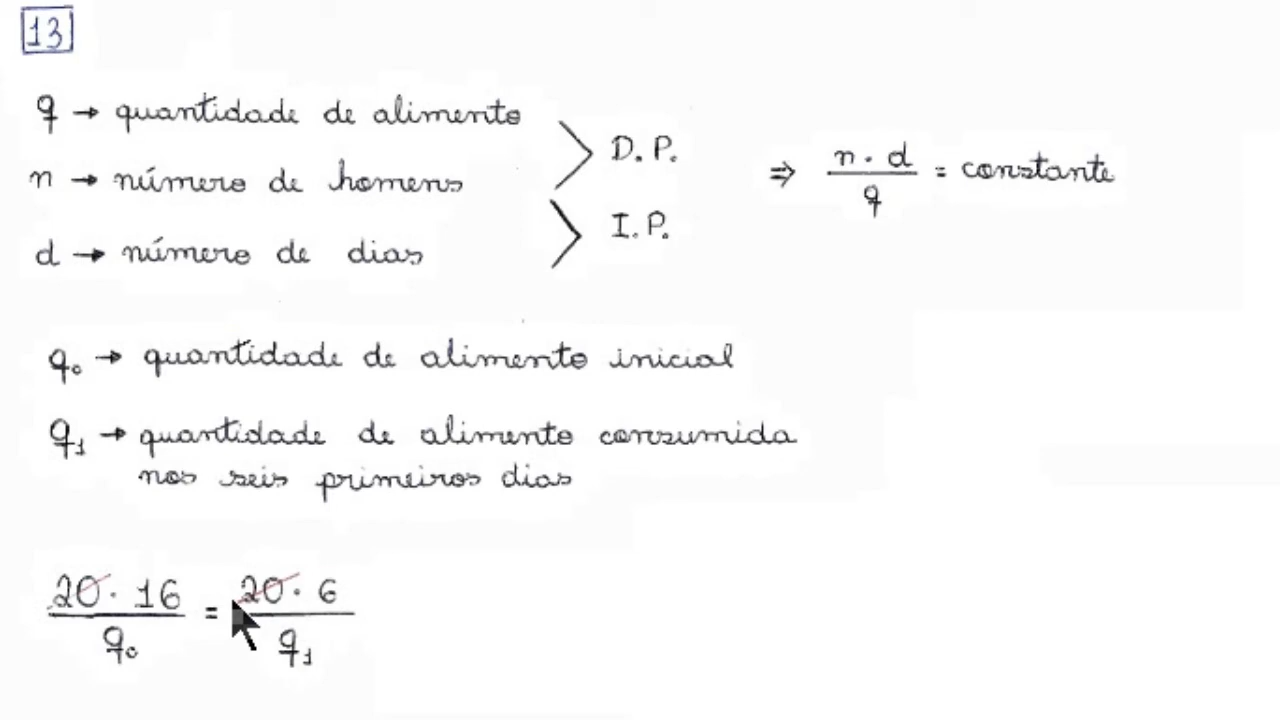 13
q → quantidade de alimento
n → número de homens
d → número de dias
D.P.
I.P.
⇒ n · d / q = constante
q₀ → quantidade de alimento inicial
q₁ → quantidade de alimento consumida
nos seis primeiros dias
20 · 16 / q₀ = 20 · 6 / q₁